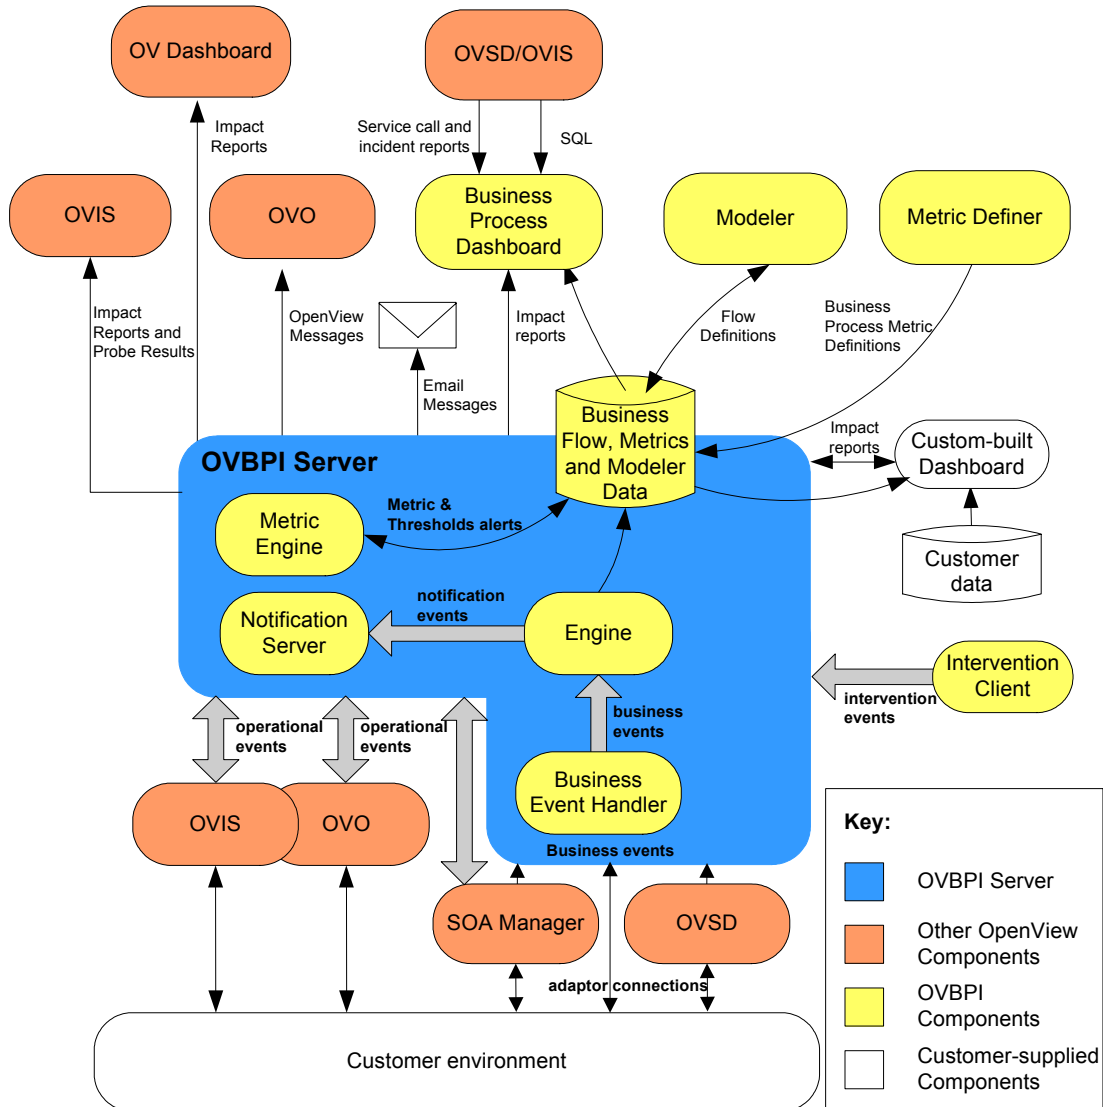 OV Dashboard
OVSD/OVIS
Impact
Reports
Service call and
incident reports
SQL
OVIS
OVO
Business
Process
Dashboard
Modeler
Metric Definer
Impact
Reports and
Probe Results
OpenView
Messages
Email
Messages
Impact
reports
Flow
Definitions
Business
Process Metric
Definitions
OVBPI Server
Business
Flow, Metrics
and Modeler
Data
Impact
reports
Custom-built
Dashboard
Metric
Engine
Metric &
Thresholds alerts
Customer
data
Notification
Server
notification
events
Engine
Intervention
Client
intervention
events
operational
events
operational
events
business
events
Business
Event Handler
OVIS
OVO
Business events
SOA Manager
OVSD
adaptor connections
Customer environment
Key:
OVBPI Server
Other OpenView
Components
OVBPI
Components
Customer-supplied
Components